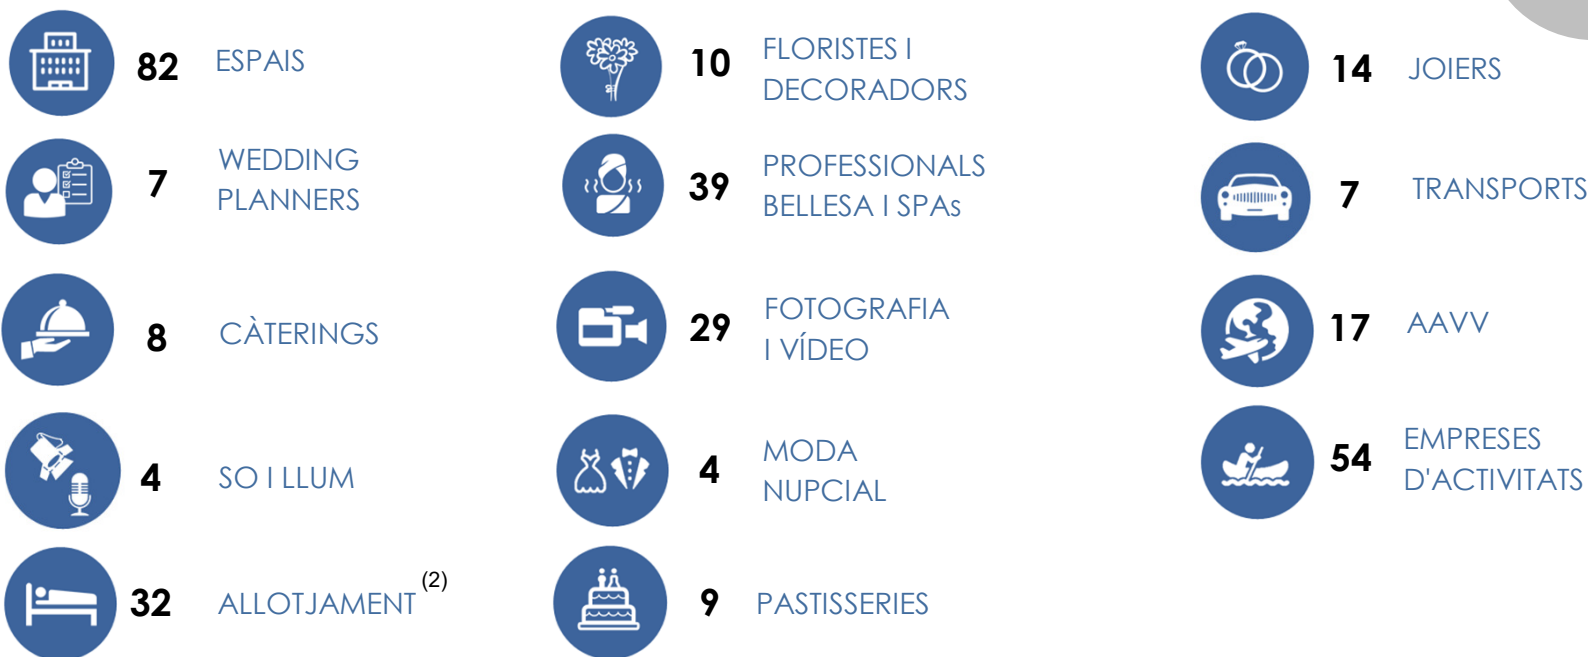 82 ESPAIS
7 WEDDING
PLANNERS
8 CÀTERINGS
4 SO I LLUM
32 ALLOTJAMENT (2)
10 FLORISTES I
DECORADORS
39 PROFESSIONALS
BELLESA I SPAs
29 FOTOGRAFIA
I VÍDEO
4 MODA
NUPCIAL
9 PASTISSERIES
14 JOIERS
7 TRANSPORTS
17 AAVV
54 EMPRESES
D'ACTIVITATS